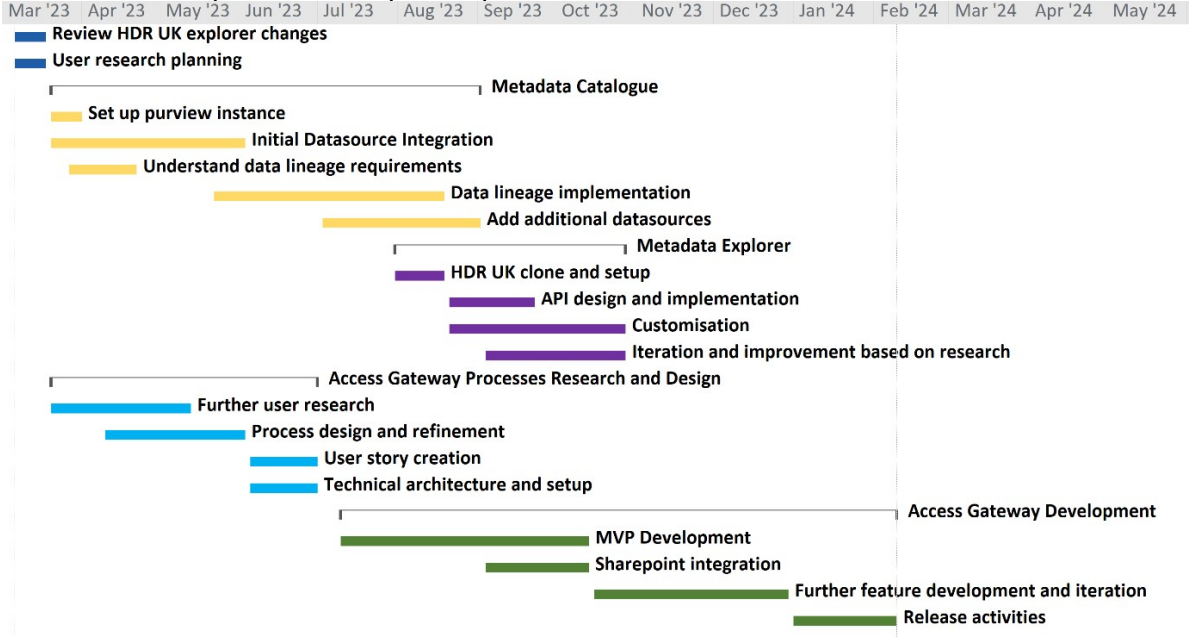 Mar '23 Apr '23 May '23 Jun '23 Jul '23 Aug '23 Sep '23 Oct '23 Nov '23 Dec '23 Jan '24 Feb '24 Mar '24 Apr '24 May '24
Review HDR UK explorer changes
User research planning
Metadata Catalogue
Set up purview instance
Initial Datasource Integration
Understand data lineage requirements
Data lineage implementation
Add additional datasources
Metadata Explorer
HDR UK clone and setup
API design and implementation
Customisation
Iteration and improvement based on research
Access Gateway Processes Research and Design
Further user research
Process design and refinement
User story creation
Technical architecture and setup
Access Gateway Development
MVP Development
Sharepoint integration
Further feature development and iteration
Release activities